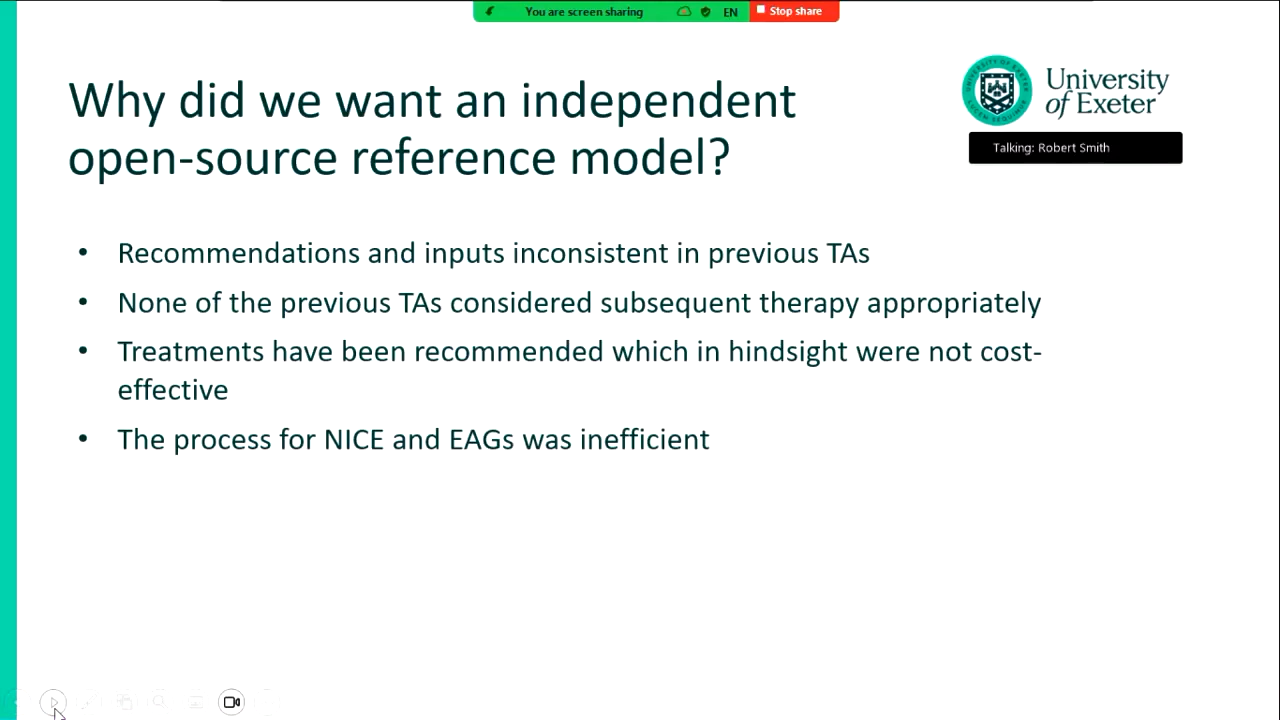 You are screen sharing EN Stop share
Why did we want an independent
open-source reference model?
University
of Exeter
Talking: Robert Smith
• Recommendations and inputs inconsistent in previous TAs
• None of the previous TAs considered subsequent therapy appropriately
• Treatments have been recommended which in hindsight were not cost-
effective
• The process for NICE and EAGs was inefficient